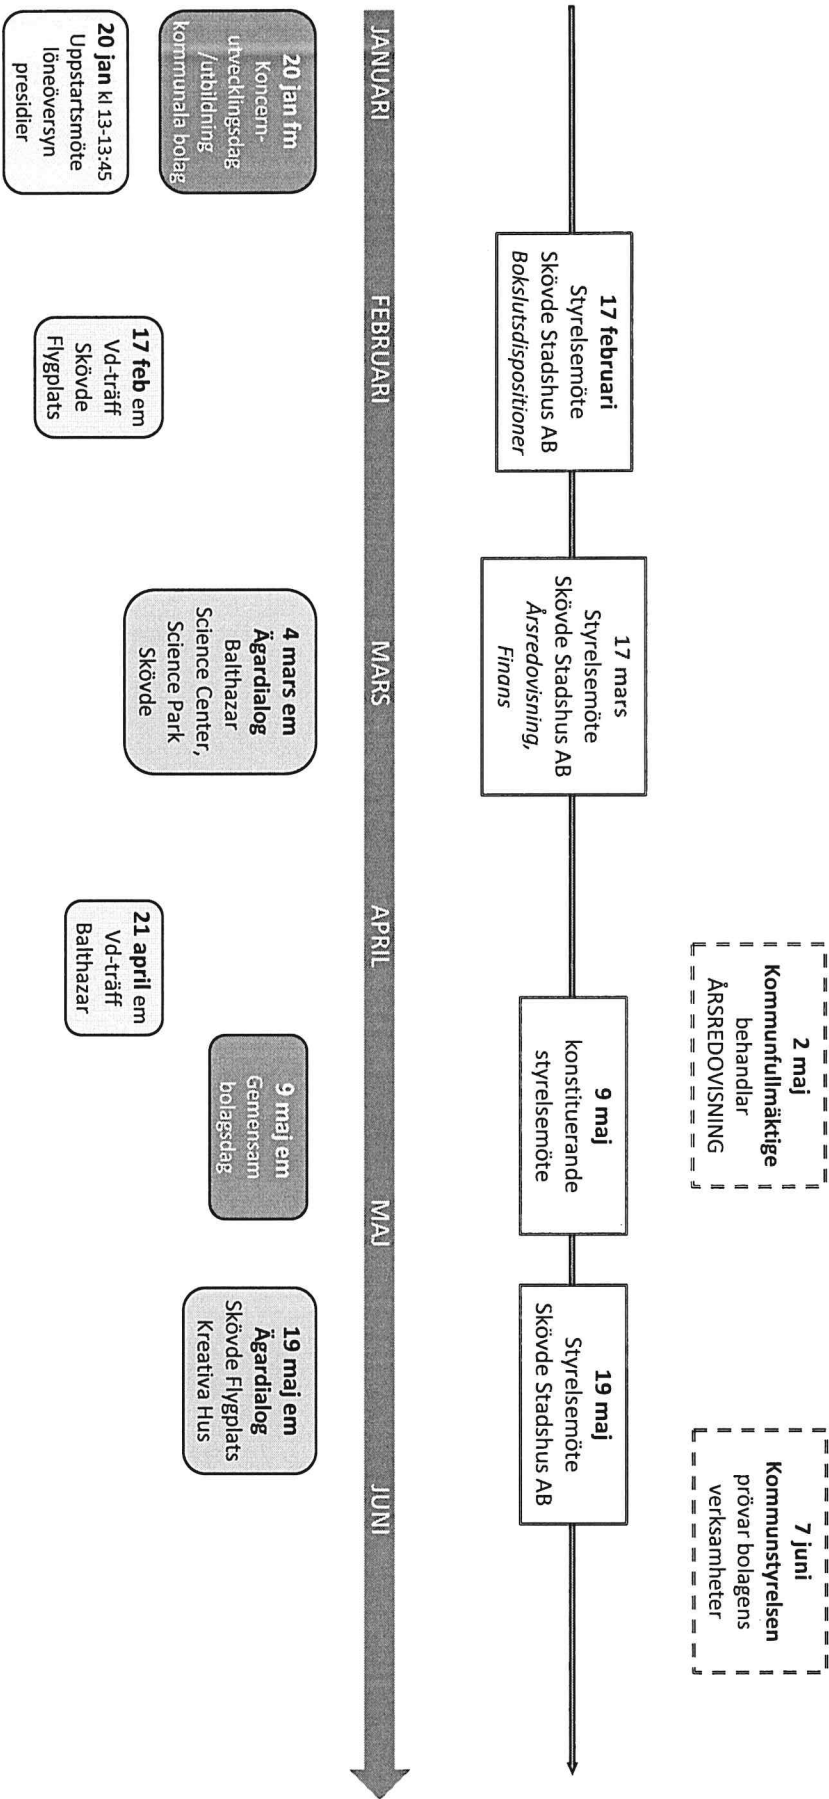 2 maj
Kommunfullmäktige
behandlar
ÅRSREDOVISNING
7 juni
Kommunstyrelsen
prövar bolagens
verksamheter
17 februari
Styrelsemöte
Skövde Stadshus AB
Bokslutsdispositioner
17 mars
Styrelsemöte
Skövde Stadshus AB
Årsredovisning,
Finans
9 maj
konstituerande
styrelsemöte
19 maj
Styrelsemöte
Skövde Stadshus AB
JANUARI
FEBRUARI
MARS
APRIL
MAJ
JUNI
20 jan fm
Koncern-
utvecklingsdag
/utbildning
kommunala bolag
20 jan kl 13-13:45
Uppstartsmöte
löneöversyn
presidier
17 feb em
Vd-träff
Skövde
Flygplats
4 mars em
Ägardialog
Balthazar
Science Center,
Science Park
Skövde
21 april em
Vd-träff
Balthazar
9 maj em
Gemensam
bolagsdag
19 maj em
Ägardialog
Skövde Flygplats
Kreativa Hus